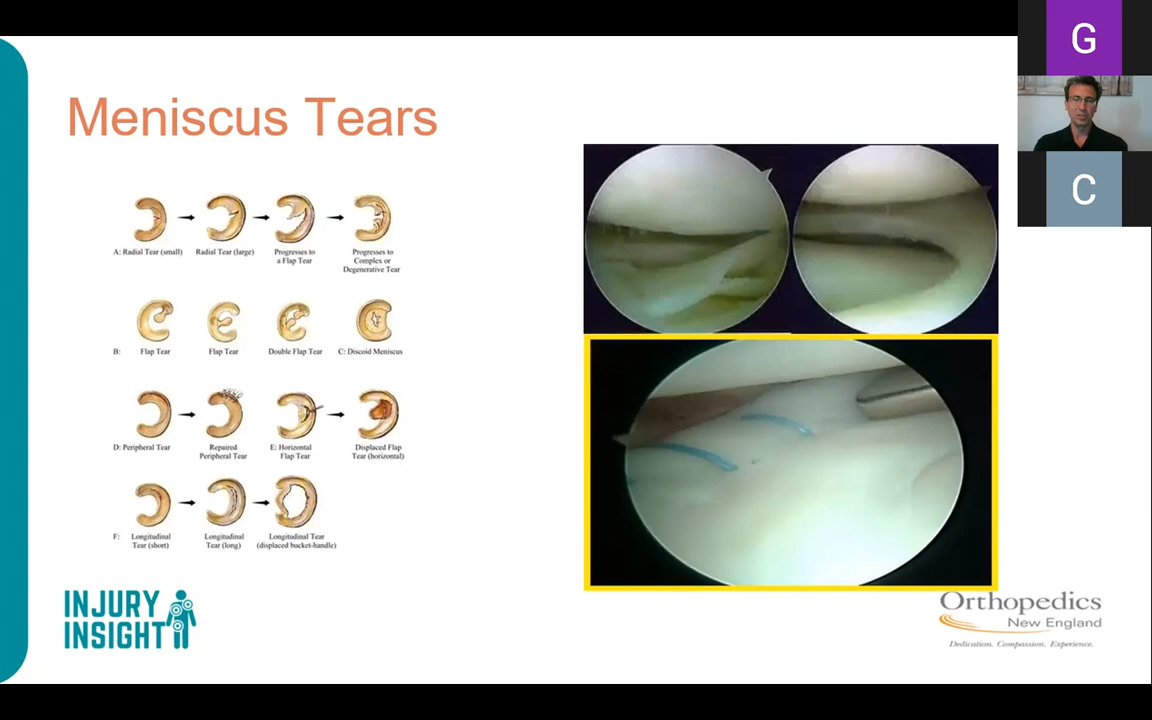 G
Meniscus Tears
C
A: Radial Tear (small)
Radial Tear (large)
Progresses to
a Flap Tear
Progresses to
Complex or
Degenerative Tear
B:
Flap Tear
Flap Tear
Double Flap Tear
C: Discoid Meniscus
D: Peripheral Tear
Repaired
Peripheral Tear
E: Horizontal
Flap Tear
Displaced Flap
Tear (horizontal)
F:
Longitudinal
Tear (short)
Longitudinal
Tear (long)
Longitudinal Tear
(displaced bucket-handle)
INJURY
INSIGHT
Orthopedics
New England
Dedication. Compassion. Experience.